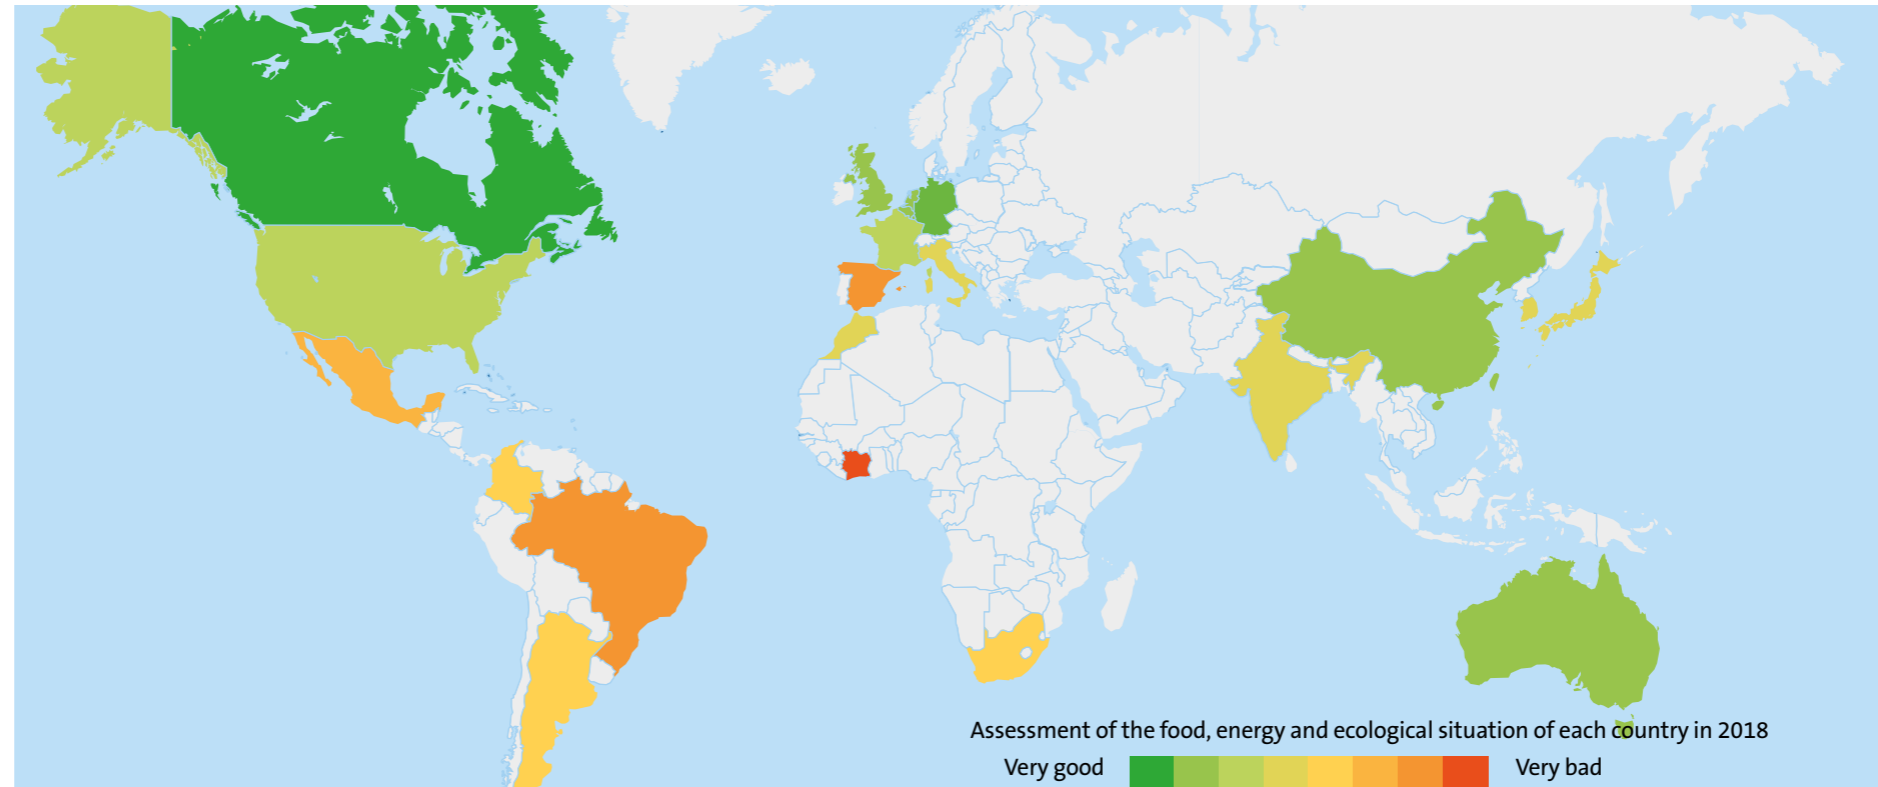 Assessment of the food, energy and ecological situation of each country in 2018
Very good
Very bad